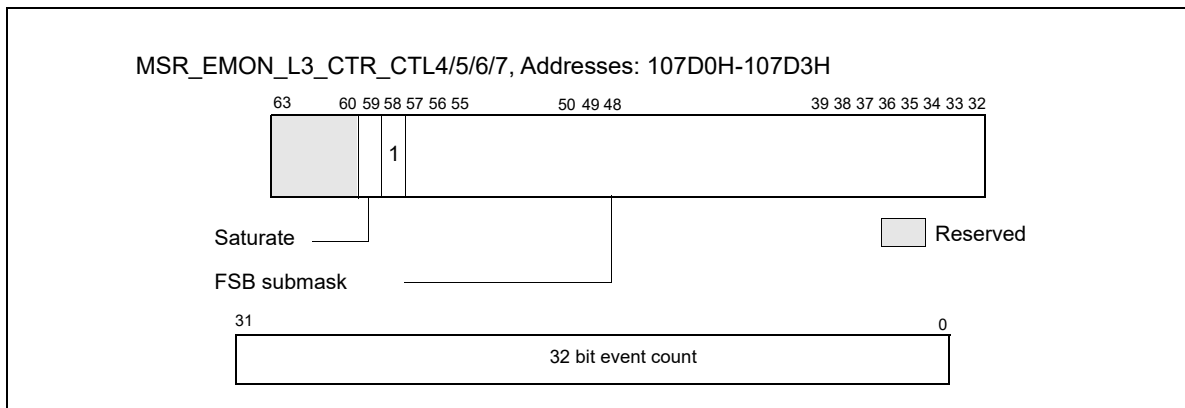 MSR_EMON_L3_CTR_CTL4/5/6/7, Addresses: 107D0H-107D3H
63 60 59 58 57 56 55 50 49 48 39 38 37 36 35 34 33 32
1
Saturate
Reserved
FSB submask
31 0
32 bit event count